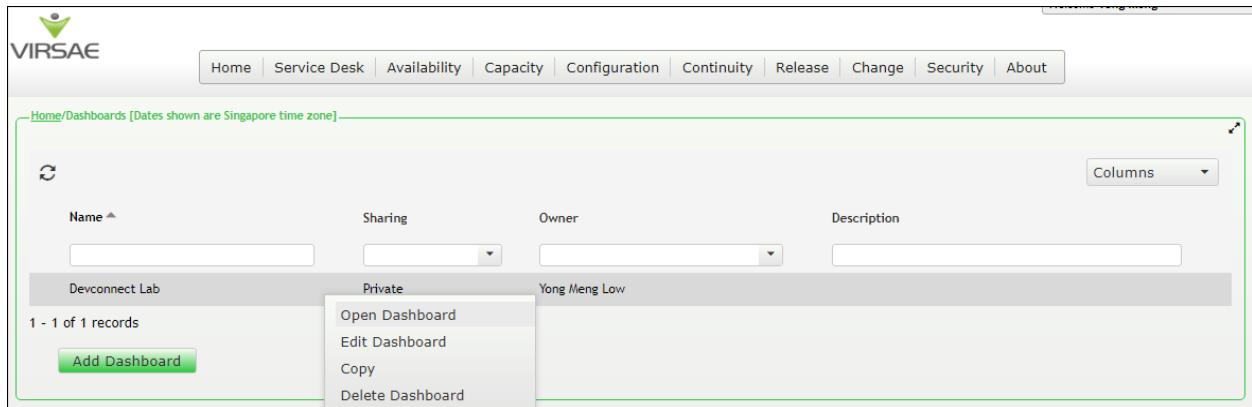 VIRSAE
Home Service Desk Availability Capacity Configuration Continuity Release Change Security About
Home/Dashboards [Dates shown are Singapore time zone]
Columns
Name Sharing Owner Description
Devconnect Lab Private Yong Meng Low
1 - 1 of 1 records
Open Dashboard
Edit Dashboard
Add Dashboard
Copy
Delete Dashboard